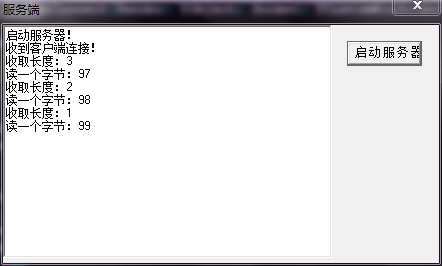 服务端
启动服务器!
收到客户端连接!
收取长度: 3
读一个字节: 97
收取长度: 2
读一个字节: 98
收取长度: 1
读一个字节: 99
启动服务器